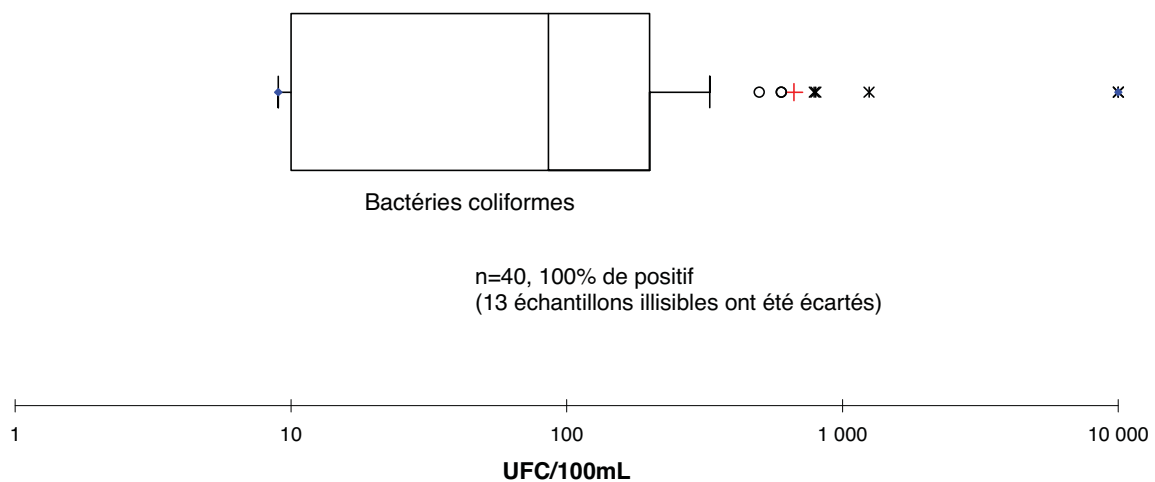 Bactéries coliformes
n=40, 100% de positif
(13 échantillons illisibles ont été écartés)
1 10 100 1 000 10 000
UFC/100mL